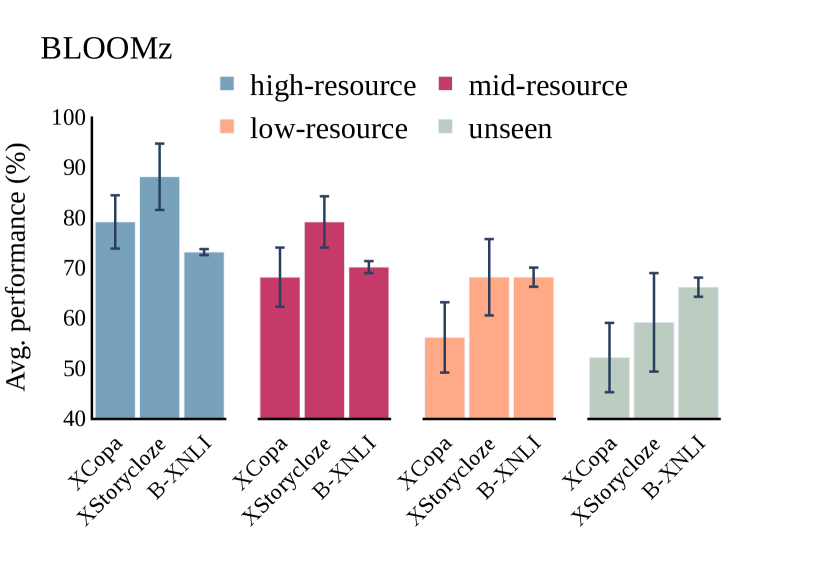 BLOOMz
high-resource
mid-resource
low-resource
unseen
Avg. performance (%)
100
90
80
70
60
50
40
XCopa
XStorycloze
B-XNLI
XCopa
XStorycloze
B-XNLI
XCopa
XStorycloze
B-XNLI
XCopa
XStorycloze
B-XNLI